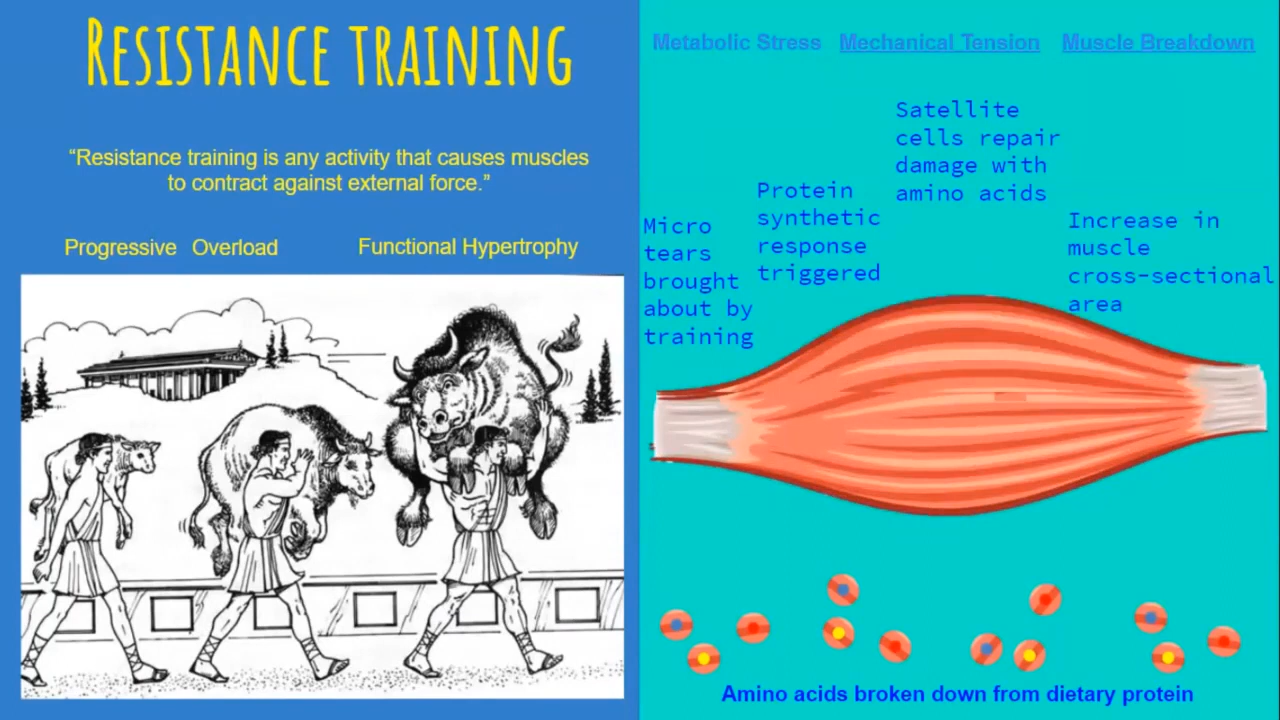 RESISTANCE TRAINING
“Resistance training is any activity that causes muscles
to contract against external force.”
Progressive Overload
Functional Hypertrophy
Metabolic Stress
Mechanical Tension
Muscle Breakdown
Micro
tears
brought
about by
training
Protein
synthetic
response
triggered
Satellite
cells repair
damage with
amino acids
Increase in
muscle
cross-sectional
area
Amino acids broken down from dietary protein